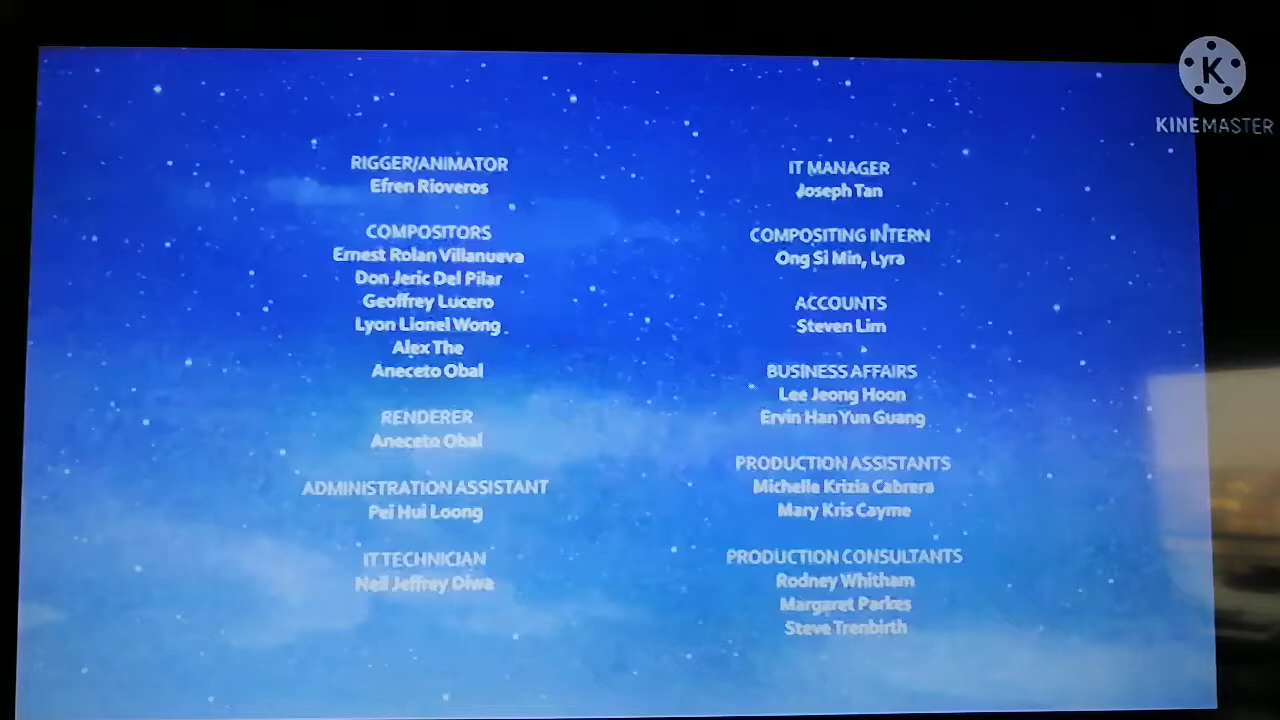 RIGGER/ANIMATOR
Efren Rioveros
COMPOSITORS
Ernest Rolan Villanueva
Don Jeric Del Pilar
Geoffrey Lucero
Lyon Lionel Wong
Alex The
Aneceto Obal
RENDERER
Aneceto Obal
ADMINISTRATION ASSISTANT
Pei Hui Loong
IT TECHNICIAN
Neil Jeffrey Diwa
IT MANAGER
Joseph Tan
COMPOSITING INTERN
Ong Si Min, Lyra
ACCOUNTS
Steven Lim
BUSINESS AFFAIRS
Lee Jeong Hoon
Ervin Han Yun Guang
PRODUCTION ASSISTANTS
Michelle Krizia Cabrera
Mary Kris Cayme
PRODUCTION CONSULTANTS
Rodney Whitham
Margaret Parkes
Steve Trenbirth
K
KINEMASTER